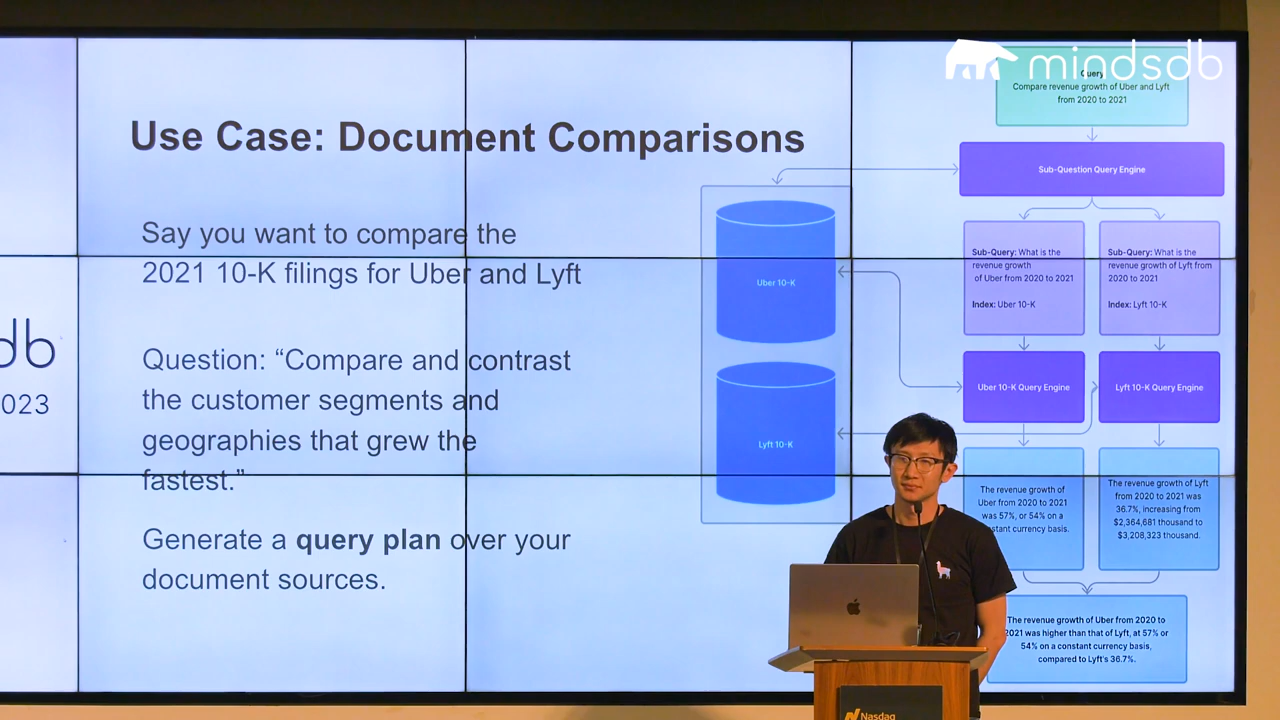 mindsdb
db
023
Use Case: Document Comparisons
Say you want to compare the
2021 10-K filings for Uber and Lyft
Question: “Compare and contrast
the customer segments and
geographies that grew the
fastest.”
Generate a query plan over your
document sources.
Uber 10-K
Lyft 10-K
Query
Compare revenue growth of Uber and Lyft
from 2020 to 2021
Sub-Question Query Engine
Sub-Query: What is the
revenue growth
of Uber from 2020 to 2021
Index: Uber 10-K
Sub-Query: What is the
revenue growth of Lyft from
2020 to 2021
Index: Lyft 10-K
Uber 10-K Query Engine
Lyft 10-K Query Engine
The revenue growth of
Uber from 2020 to 2021
was 57%, or 54% on a
stant currency basis.
The revenue growth of Lyft
from 2020 to 2021 was
36.7%, increasing from
$2,364,681 thousand to
$3,208,323 thousand.
The revenue growth of Uber from 2020 to
2021 was higher than that of Lyft, at 57% or
54% on a constant currency basis,
compared to Lyft's 36.7%.
Nasdaq